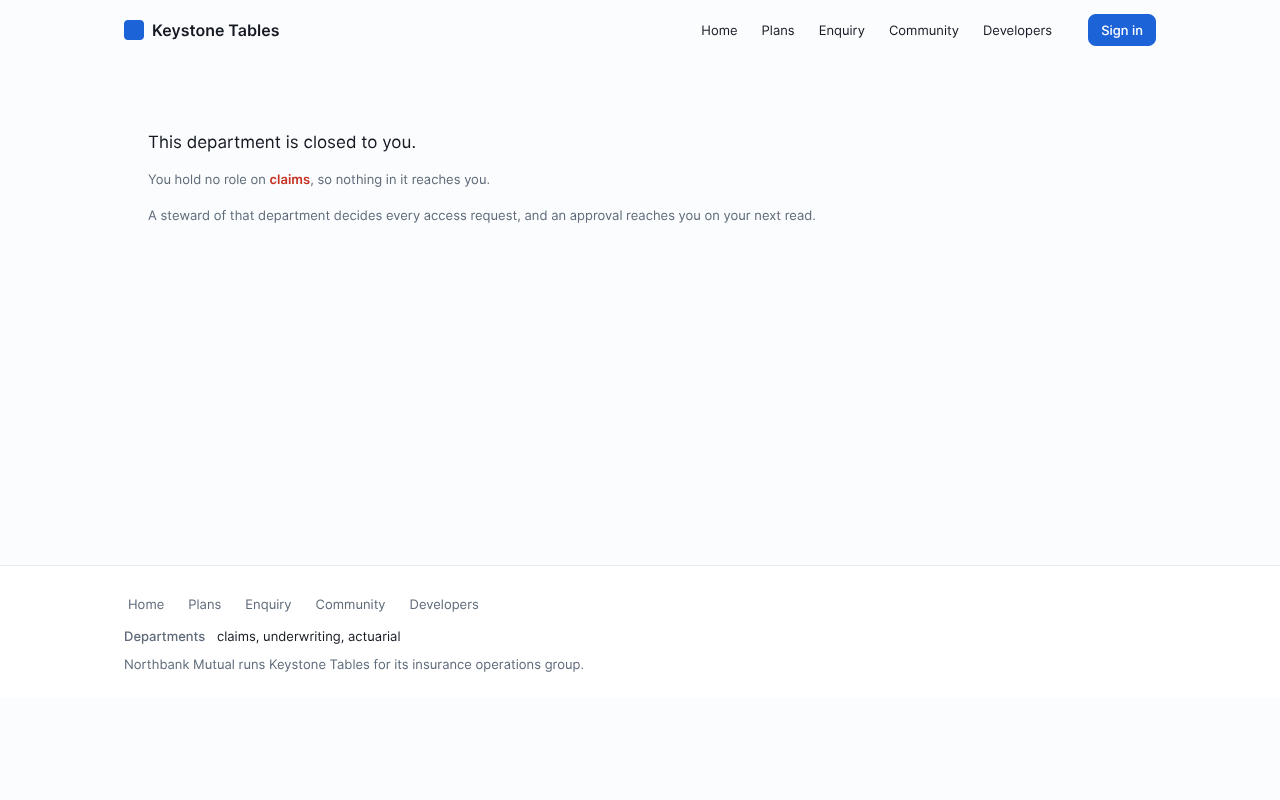 Keystone Tables
Home Plans Enquiry Community Developers Sign in
This department is closed to you.
You hold no role on claims, so nothing in it reaches you.
A steward of that department decides every access request, and an approval reaches you on your next read.
Home Plans Enquiry Community Developers
Departments claims, underwriting, actuarial
Northbank Mutual runs Keystone Tables for its insurance operations group.